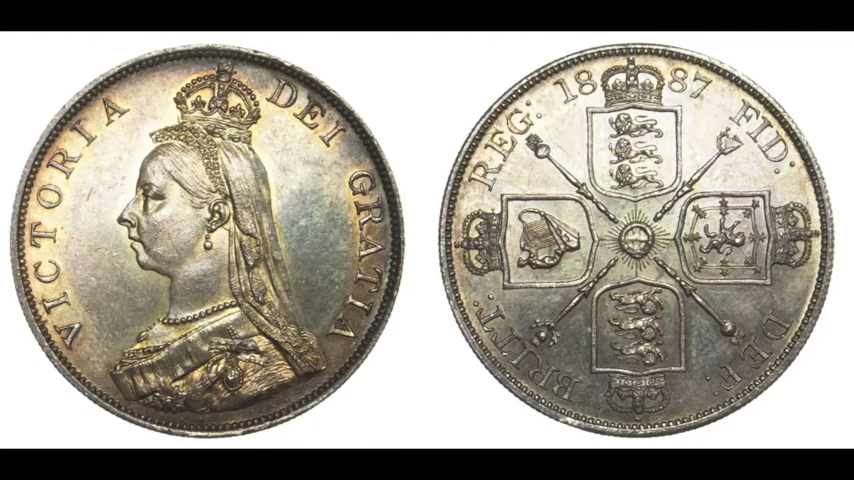 VICTORIA DEI GRATIA
18 87 FID: DEF: BRITT: REG: